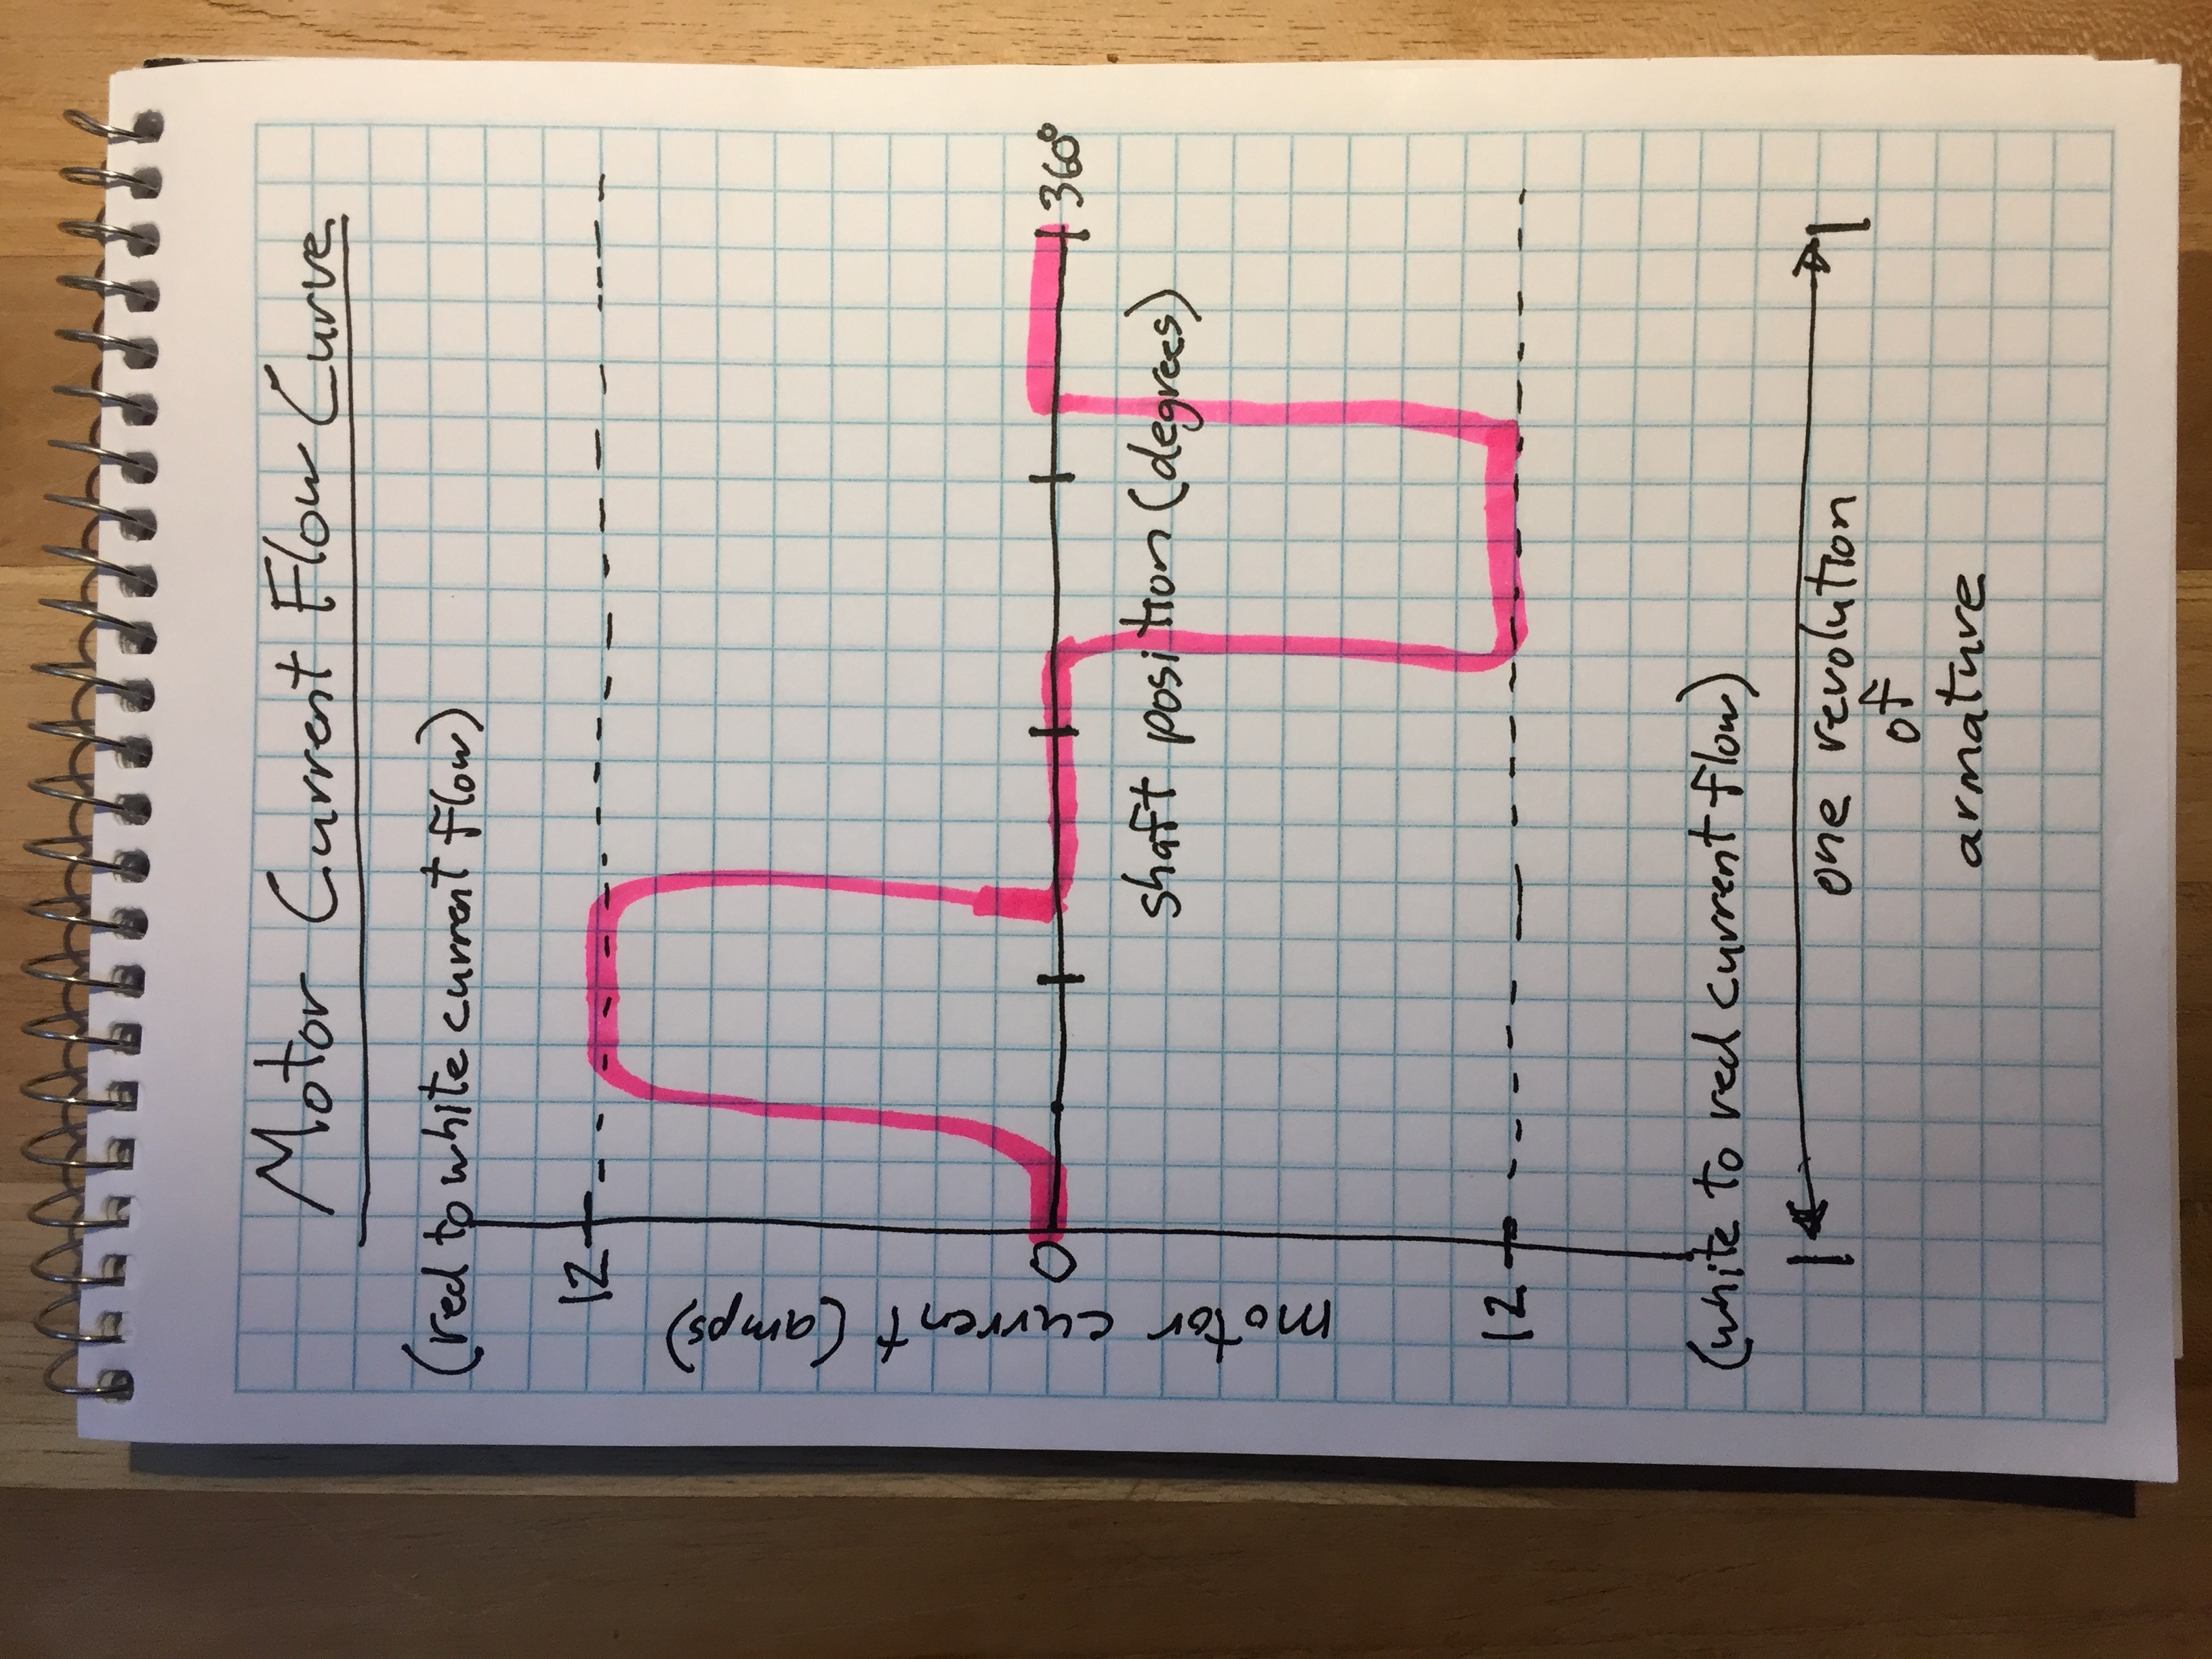 Motor Current Flow Curve
(red to white current flow)
12
motor current (amps)
0
360°
shaft position (degrees)
12
(white to red current flow)
one revolution
of
armature